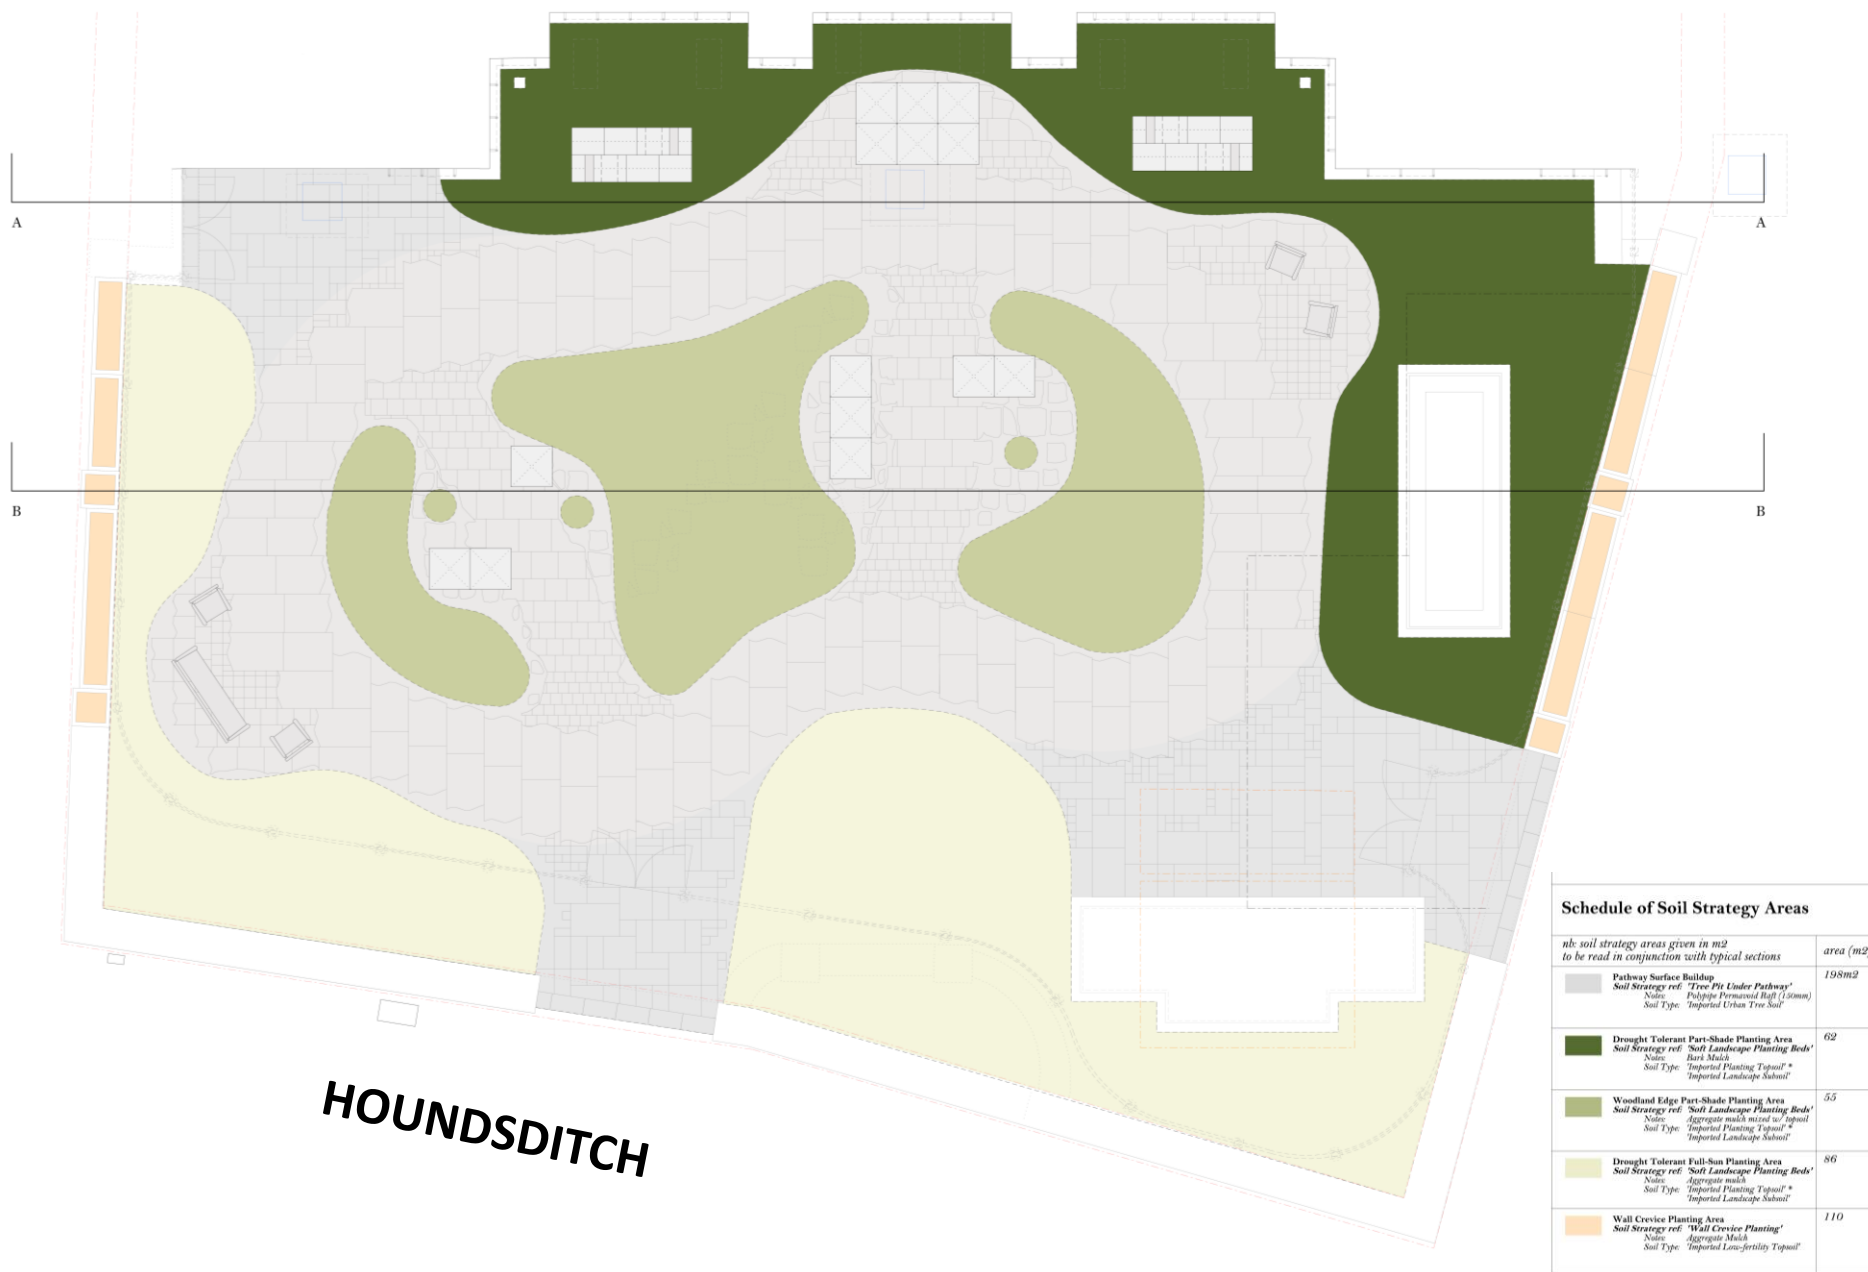 A
A
B
B
HOUNDSDITCH
Schedule of Soil Strategy Areas
nb: soil strategy areas given in m2
to be read in conjunction with typical sections
area (m2
Pathway Surface Buildup
198m2
Soil Strategy ref: 'Tree Pit Under Pathway'
Notes: Polypipe Permavoid Raft (150mm)
Soil Type: 'Imported Urban Tree Soil'
Drought Tolerant Part-Shade Planting Area
62
Soil Strategy ref: 'Soft Landscape Planting Beds'
Notes: Bark Mulch
Soil Type: 'Imported Planting Topsoil' *
'Imported Landscape Subsoil'
Woodland Edge Part-Shade Planting Area
55
Soil Strategy ref: 'Soft Landscape Planting Beds'
Notes: Aggregate mulch mixed w/ topsoil
Soil Type: 'Imported Planting Topsoil' *
'Imported Landscape Subsoil'
Drought Tolerant Full-Sun Planting Area
86
Soil Strategy ref: 'Soft Landscape Planting Beds'
Notes: Aggregate mulch
Soil Type: 'Imported Planting Topsoil' *
'Imported Landscape Subsoil'
Wall Crevice Planting Area
110
Soil Strategy ref: 'Wall Crevice Planting'
Notes: Aggregate Mulch
Soil Type: 'Imported Low-fertility Topsoil'